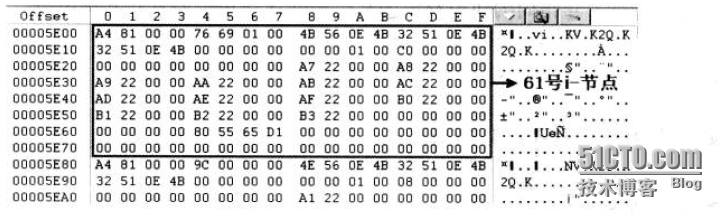 Offset 0 1 2 3 4 5 6 7 8 9 A B C D E F
00005E00 A4 81 00 00 76 69 01 00 4B 56 0E 4B 32 51 0E 4B ¤▌..vi..KV.K2Q.K
00005E10 32 51 0E 4B 00 00 00 00 00 00 01 00 C0 00 00 00 2Q.K........À...
00005E20 00 00 00 00 00 00 00 00 A7 22 00 00 A8 22 00 00 ........§"..¨"..
00005E30 A9 22 00 00 AA 22 00 00 AB 22 00 00 AC 22 00 00 61号i-节点
00005E40 AD 22 00 00 AE 22 00 00 AF 22 00 00 B0 22 00 00 -"..®"..¯"..°"..
00005E50 B1 22 00 00 B2 22 00 00 B3 22 00 00 00 00 00 00 ±"..²"..³"......
00005E60 00 00 00 00 80 55 65 D1 00 00 00 00 00 00 00 00 ....▌UeÑ........
00005E70 00 00 00 00 00 00 00 00 00 00 00 00 00 00 00 00
00005E80 A4 81 00 00 9C 00 00 00 4E 56 0E 4B 32 51 0E 4B ¤▌..▌...NV.K2Q.K
00005E90 32 51 0E 4B 00 00 00 00 00 00 01 00 08 00 00 00 2Q.K
00005EA0 00 00 00 00 00 00 00 00 A1 22 00 00 00 00 00 00
51CTO.com
技术博客 Blog